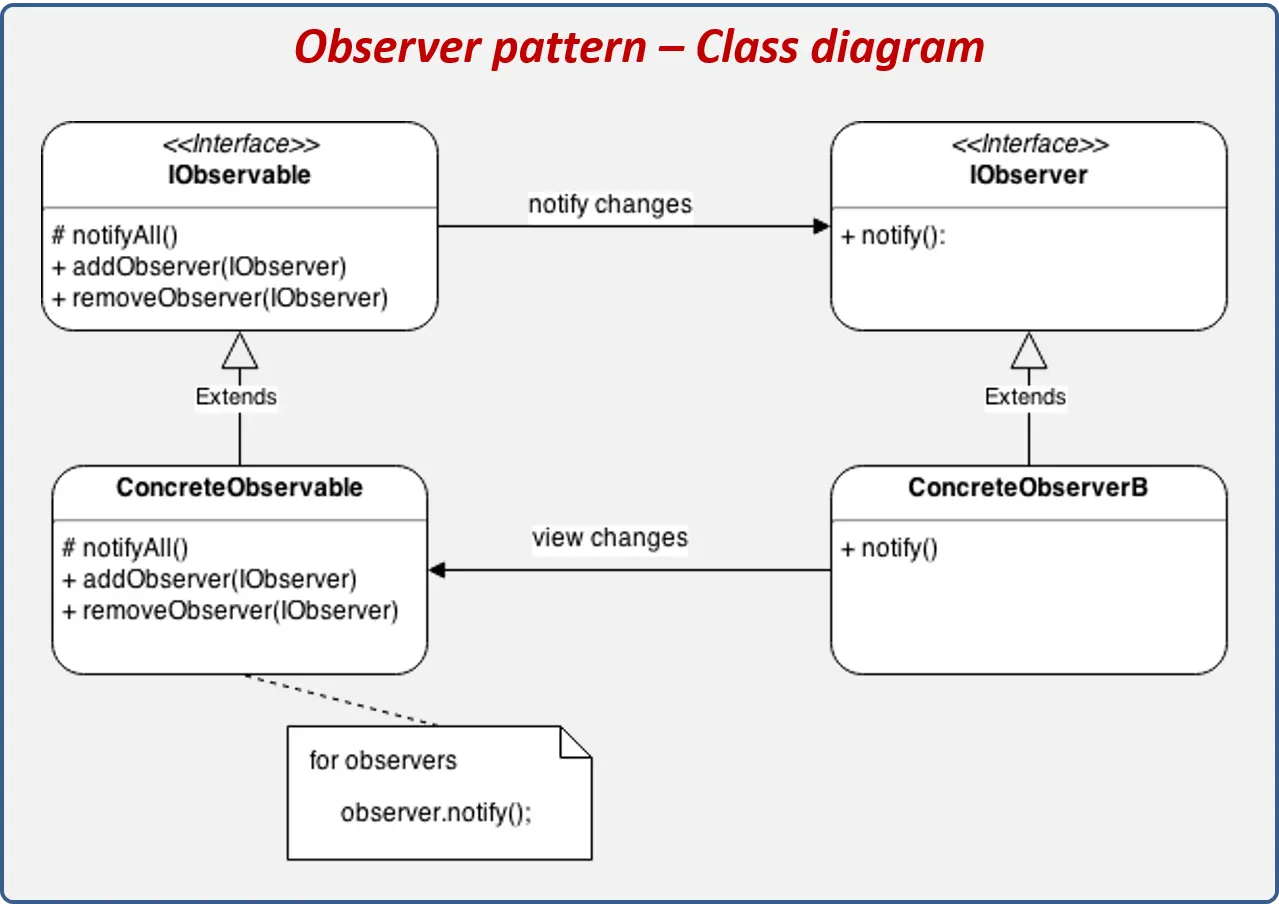 Observer pattern – Class diagram
<<Interface>>
IObservable
# notifyAll()
+ addObserver(IObserver)
+ removeObserver(IObserver)
notify changes
<<Interface>>
IObserver
+ notify():
Extends
Extends
ConcreteObservable
# notifyAll()
+ addObserver(IObserver)
+ removeObserver(IObserver)
view changes
ConcreteObserverB
+ notify()
for observers
observer.notify();